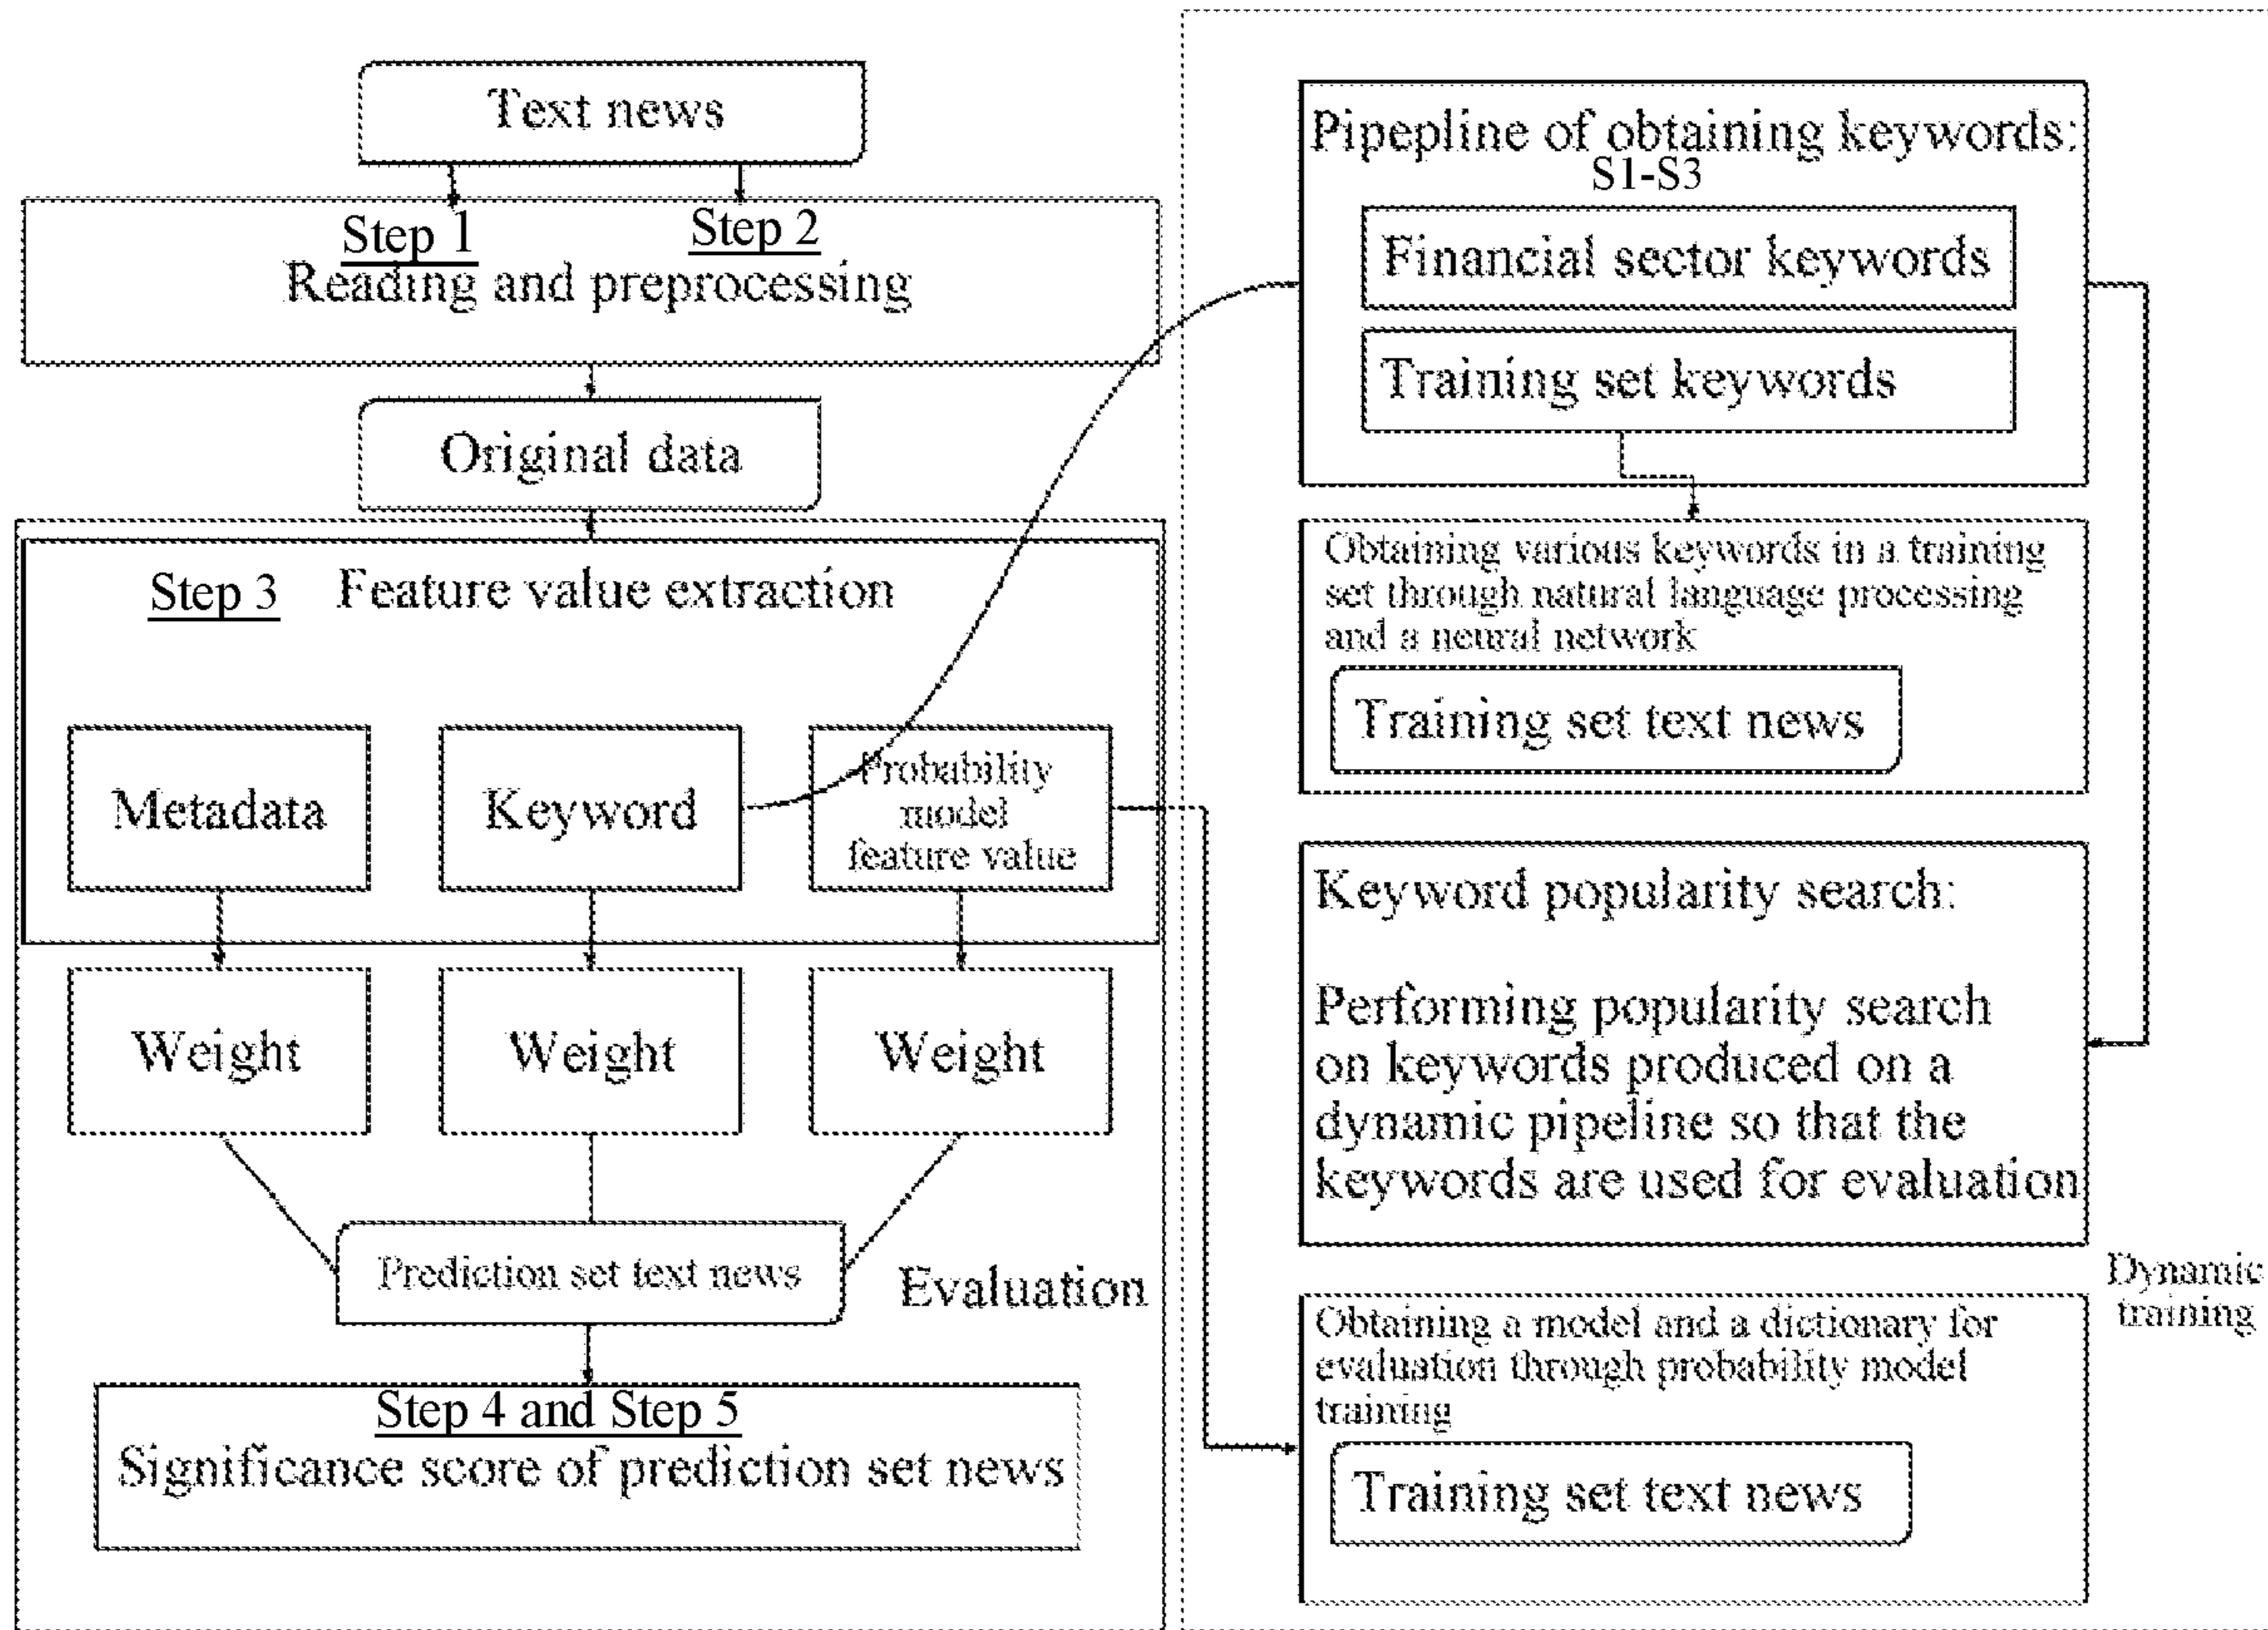 Text news
Step 1
Step 2
Reading and preprocessing
Original data
Step 3
Feature value extraction
Metadata
Keyword
Probability
model
feature value
Weight
Weight
Weight
Prediction set text news
Evaluation
Step 4 and Step 5
Significance score of prediction set news
Pipepline of obtaining keywords:
S1-S3
Financial sector keywords
Training set keywords
Obtaining various keywords in a training
set through natural language processing
and a neural network
Training set text news
Keyword popularity search:
Performing popularity search
on keywords produced on a
dynamic pipeline so that the
keywords are used for evaluation
Dynamic
training
Obtaining a model and a dictionary for
evaluation through probability model
training
Training set text news